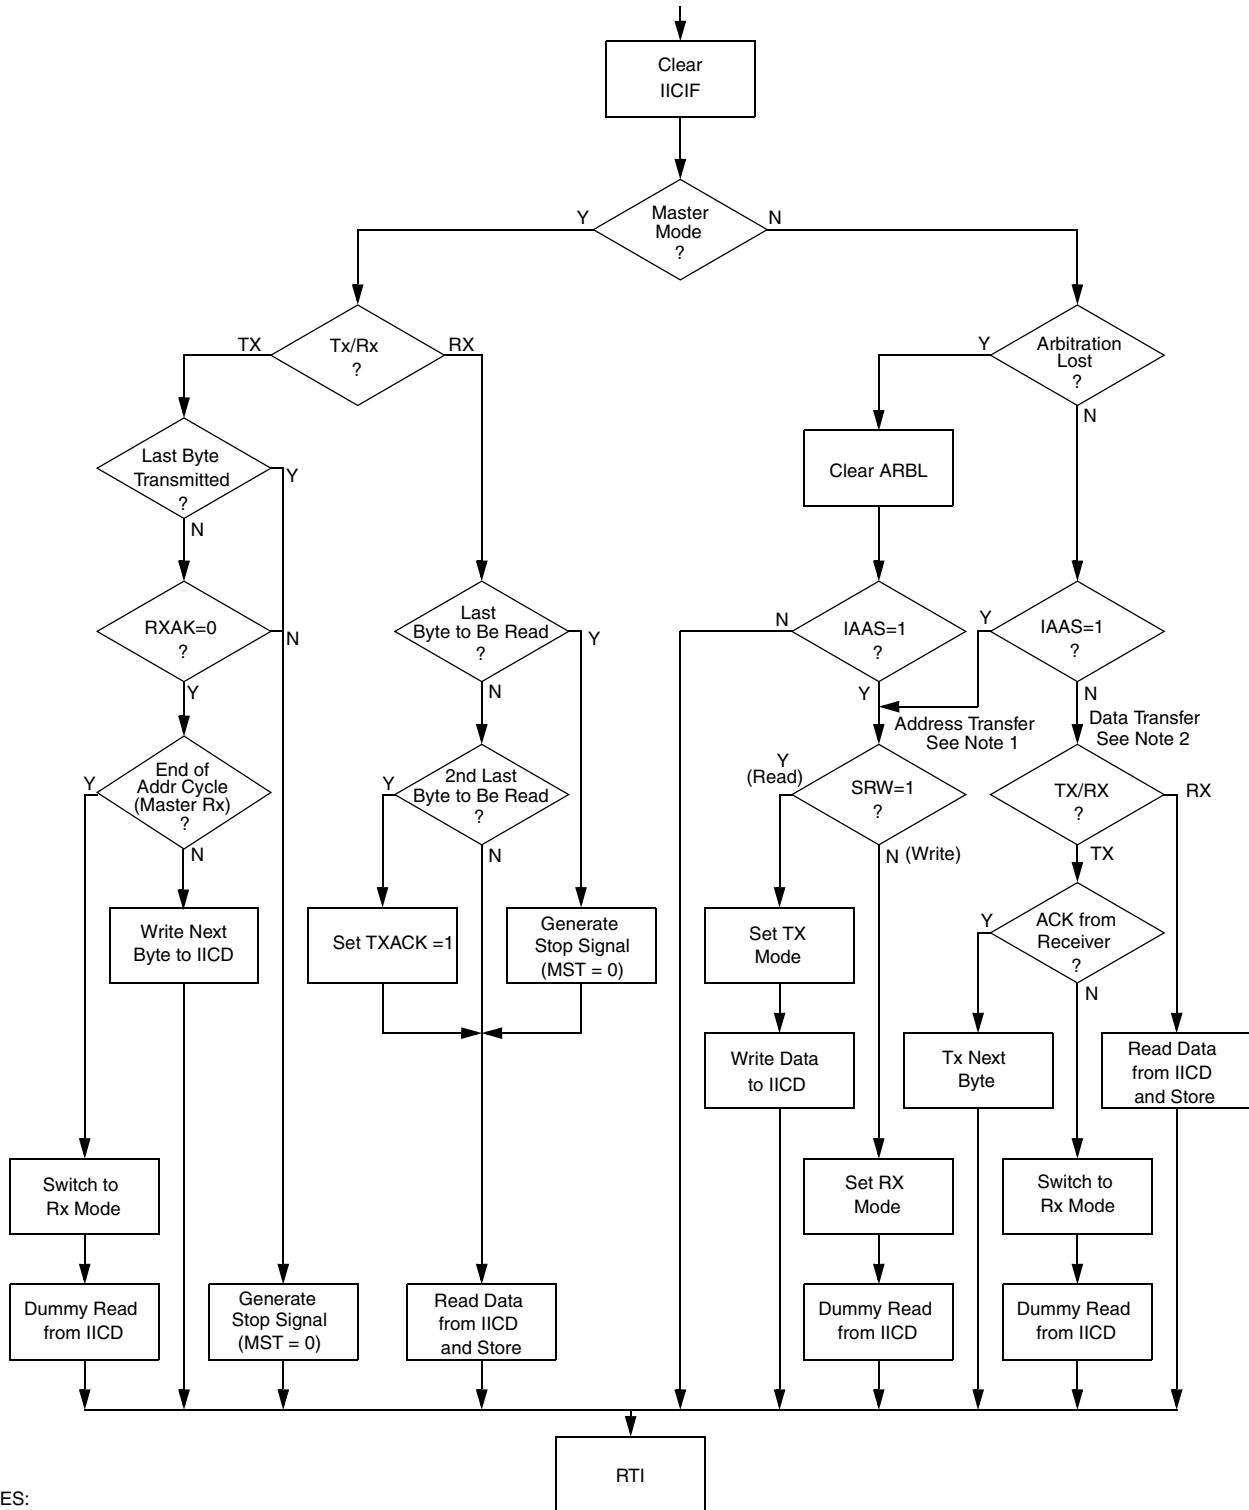 Clear
IICIF
Master
Mode
?
Y
N
Tx/Rx
?
TX
RX
Arbitration
Lost
?
Y
N
Last Byte
Transmitted
?
Y
N
Clear ARBL
RXAK=0
?
N
Y
Last
Byte to Be Read
?
Y
N
IAAS=1
?
N
Y
IAAS=1
?
Y
N
Address Transfer
See Note 1
Data Transfer
See Note 2
End of
Addr Cycle
(Master Rx)
?
Y
N
2nd Last
Byte to Be Read
?
Y
N
Y
(Read)
SRW=1
?
N (Write)
TX/RX
?
RX
TX
Write Next
Byte to IICD
Set TXACK =1
Generate
Stop Signal
(MST = 0)
Set TX
Mode
ACK from
Receiver
?
Y
N
Write Data
to IICD
Tx Next
Byte
Read Data
from IICD
and Store
Switch to
Rx Mode
Set RX
Mode
Switch to
Rx Mode
Dummy Read
from IICD
Generate
Stop Signal
(MST = 0)
Read Data
from IICD
and Store
Dummy Read
from IICD
Dummy Read
from IICD
RTI
ES: